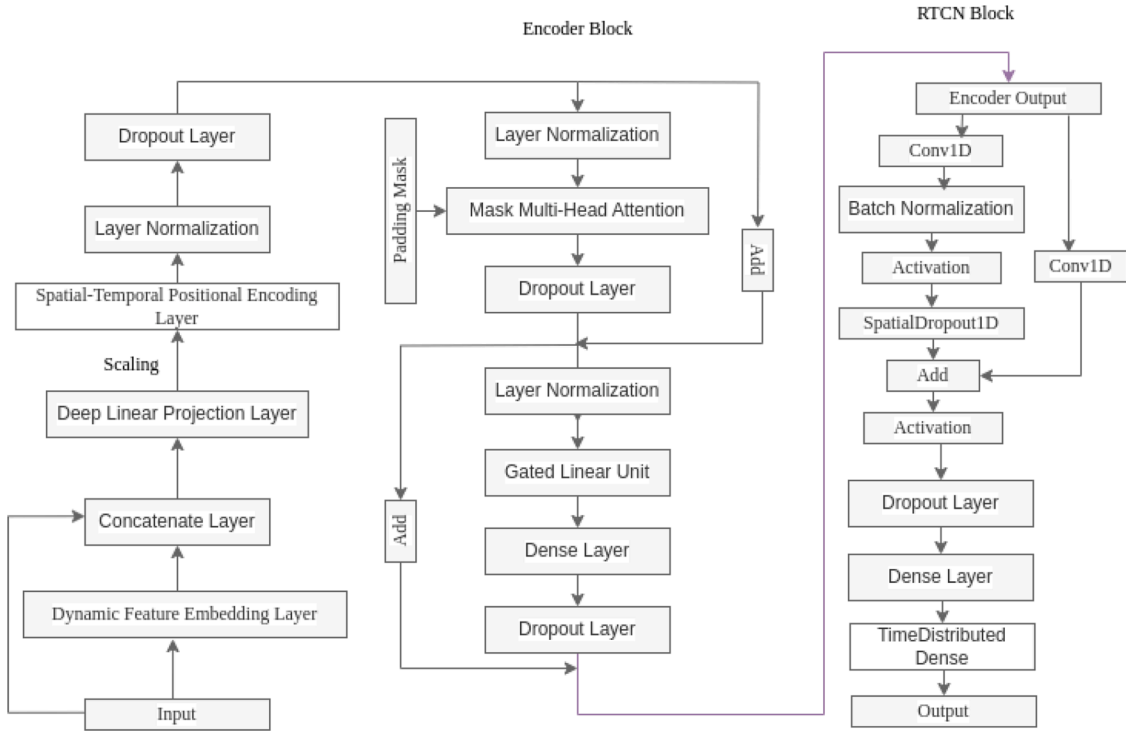 RTCN Block
Encoder Block
Dropout Layer
Layer Normalization
Spatial-Temporal Positional Encoding
Layer
Scaling
Deep Linear Projection Layer
Concatenate Layer
Dynamic Feature Embedding Layer
Input
Padding Mask
Layer Normalization
Mask Multi-Head Attention
Dropout Layer
Add
Layer Normalization
Gated Linear Unit
Add
Dense Layer
Dropout Layer
Encoder Output
Conv1D
Batch Normalization
Activation
Conv1D
SpatialDropout1D
Add
Activation
Dropout Layer
Dense Layer
TimeDistributed
Dense
Output